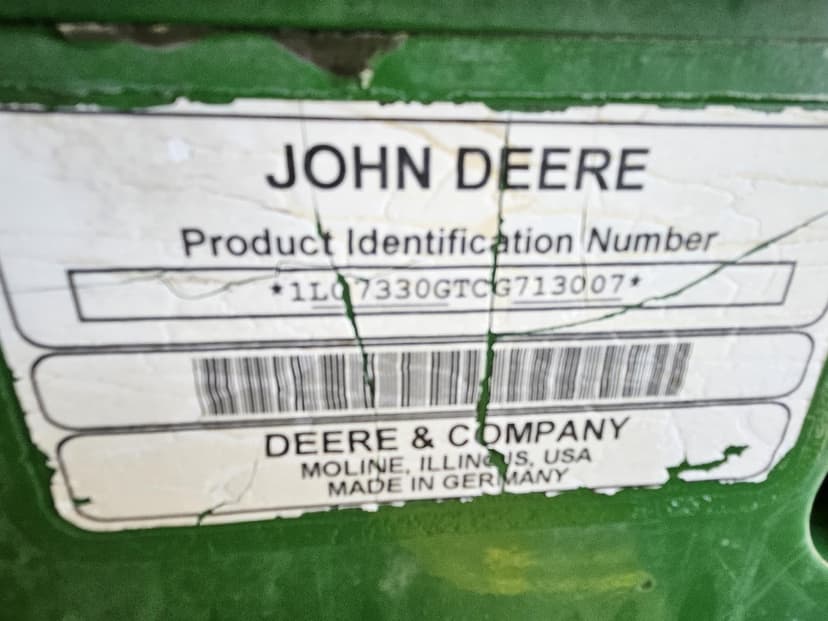 JOHN DEERE
Product Identification Number
*1L07330GTCG713007*
DEERE & COMPANY
MOLINE, ILLINOIS, USA
MADE IN GERMANY